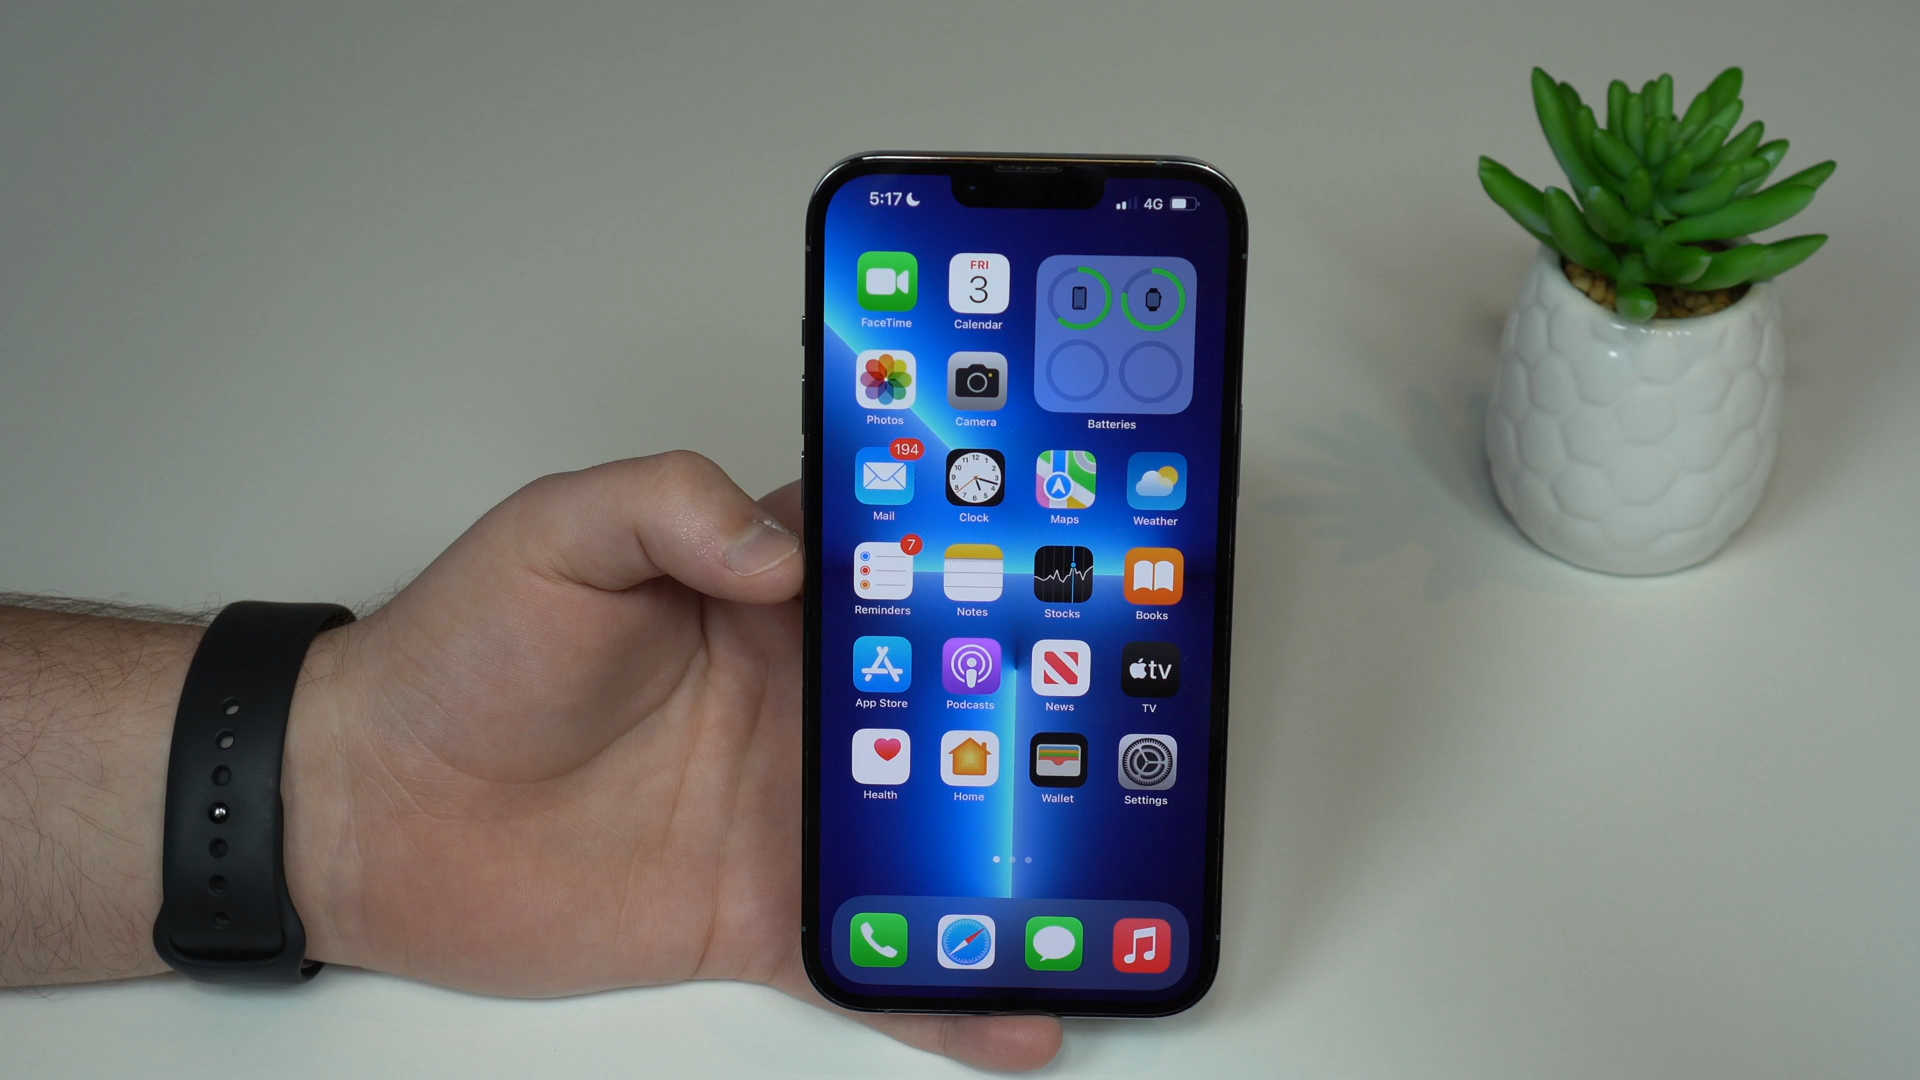 5:17 4G
FRI
3
FaceTime Calendar
Photos Camera Batteries
194
Mail Clock Maps Weather
7
Reminders Notes Stocks Books
tv
App Store Podcasts News TV
Health Home Wallet Settings